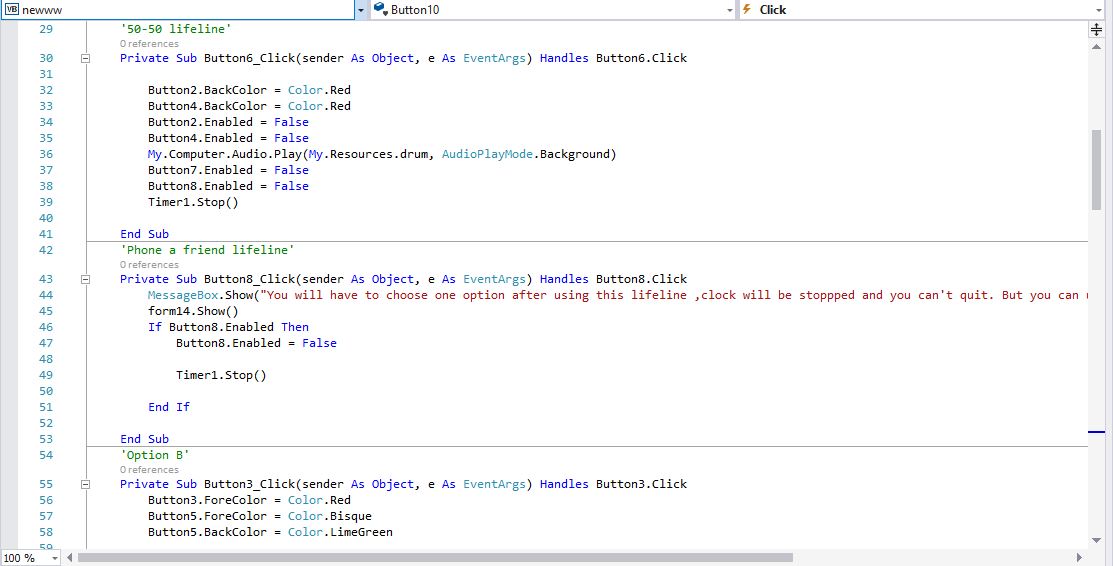 newww Button10 Click
29 '50-50 lifeline'
0 references
30 Private Sub Button6_Click(sender As Object, e As EventArgs) Handles Button6.Click
31
32 Button2.BackColor = Color.Red
33 Button4.BackColor = Color.Red
34 Button2.Enabled = False
35 Button4.Enabled = False
36 My.Computer.Audio.Play(My.Resources.drum, AudioPlayMode.Background)
37 Button7.Enabled = False
38 Button8.Enabled = False
39 Timer1.Stop()
40
41 End Sub
42 'Phone a friend lifeline'
0 references
43 Private Sub Button8_Click(sender As Object, e As EventArgs) Handles Button8.Click
44 MessageBox.Show("You will have to choose one option after using this lifeline ,clock will be stoppped and you can't quit. But you can
45 form14.Show()
46 If Button8.Enabled Then
47 Button8.Enabled = False
48
49 Timer1.Stop()
50
51 End If
52
53 End Sub
54 'Option B'
0 references
55 Private Sub Button3_Click(sender As Object, e As EventArgs) Handles Button3.Click
56 Button3.ForeColor = Color.Red
57 Button5.ForeColor = Color.Bisque
58 Button5.BackColor = Color.LimeGreen
59
100 %